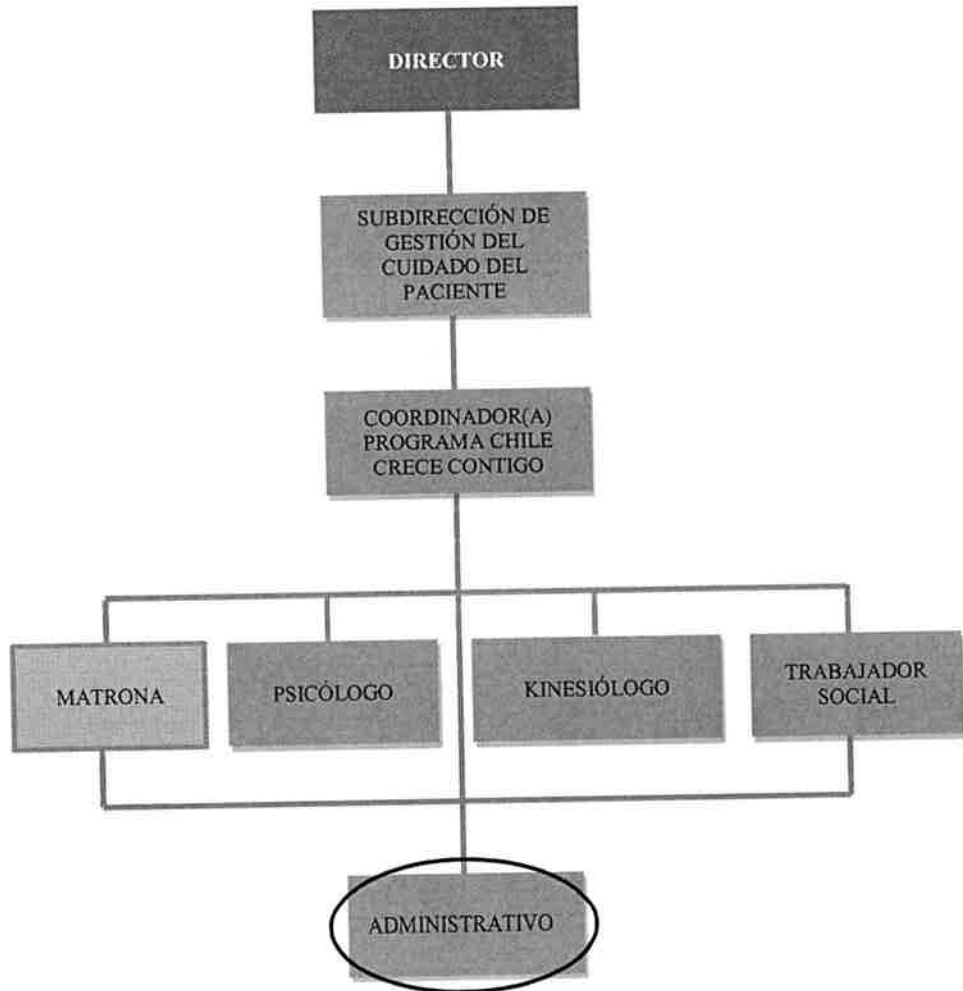 DIRECTOR
SUBDIRECCIÓN DE
GESTIÓN DEL
CUIDADO DEL
PACIENTE
COORDINADOR(A)
PROGRAMA CHILE
CRECE CONTIGO
MATRONA
PSICÓLOGO
KINESIÓLOGO
TRABAJADOR
SOCIAL
ADMINISTRATIVO